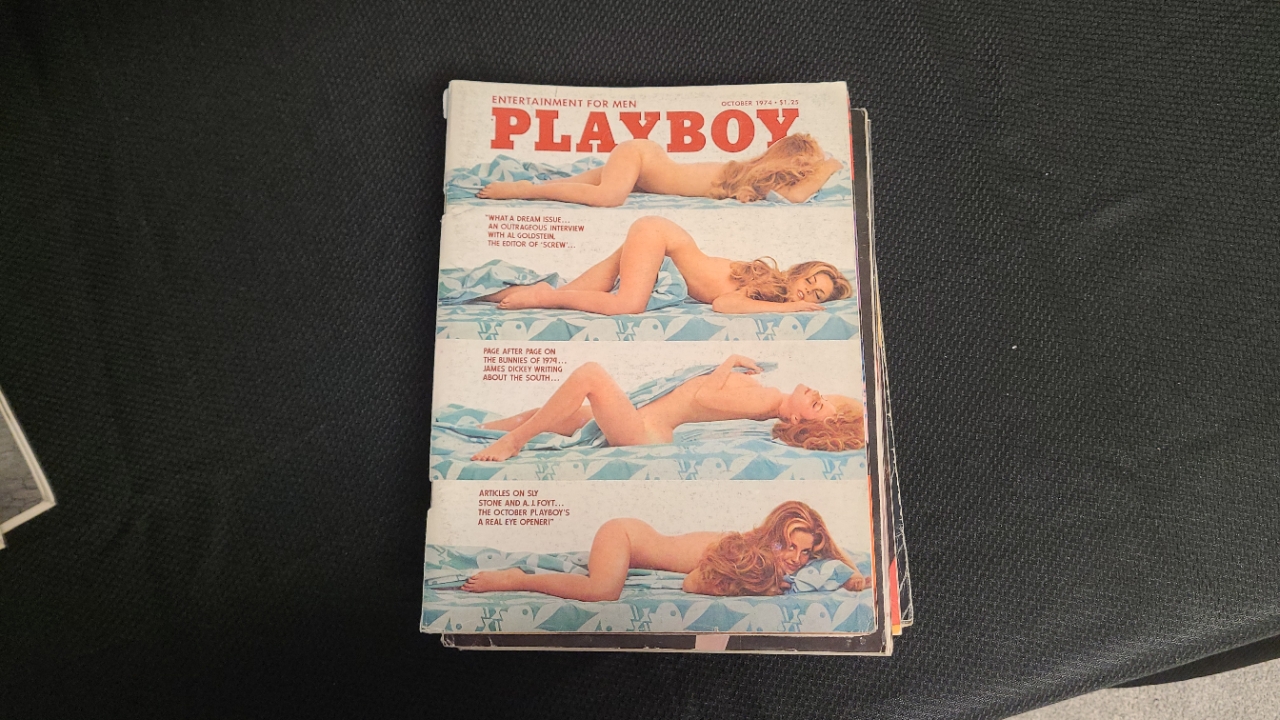 ENTERTAINMENT FOR MEN
OCTOBER 1974 • $1.25
PLAYBOY
"WHAT A DREAM ISSUE...
AN OUTRAGEOUS INTERVIEW
WITH AL GOLDSTEIN,
THE EDITOR OF 'SCREW'...
PAGE AFTER PAGE ON
THE BUNNIES OF 1974...
JAMES DICKEY WRITING
ABOUT THE SOUTH...
ARTICLES ON SLY
STONE AND A. J. FOYT...
THE OCTOBER PLAYBOY'S
A REAL EYE OPENER!"